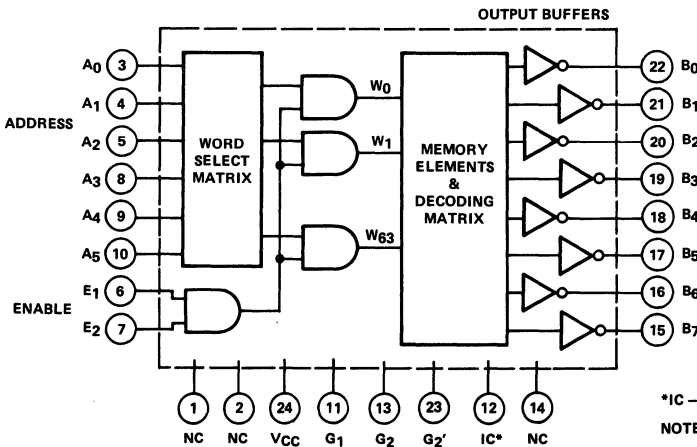 OUTPUT BUFFERS
A0 3
A1 4
ADDRESS
A2 5
A3 8
A4 9
A5 10
E1 6
ENABLE
E2 7
WORD
SELECT
MATRIX
W0
W1
W63
MEMORY
ELEMENTS
&
DECODING
MATRIX
22 B0
21 B1
20 B2
19 B3
18 B4
17 B5
16 B6
15 B7
1 2 24 11 13 23 12 14
NC NC VCC G1 G2 G2' IC* NC
*IC –
NOTE